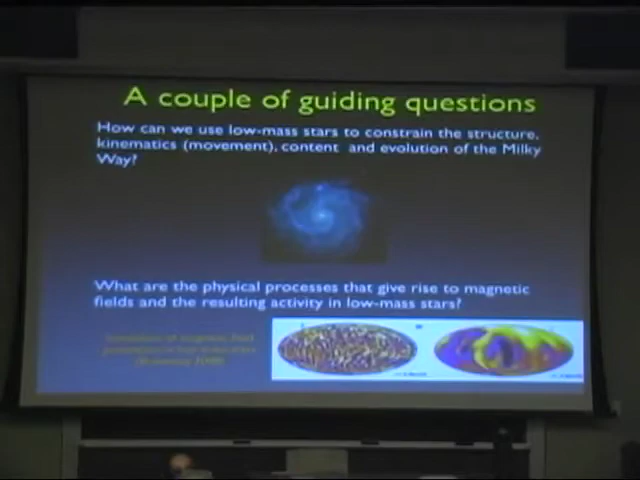 A couple of guiding questions
How can we use low-mass stars to constrain the structure,
kinematics (movement), content and evolution of the Milky
Way?
What are the physical processes that give rise to magnetic
fields and the resulting activity in low-mass stars?